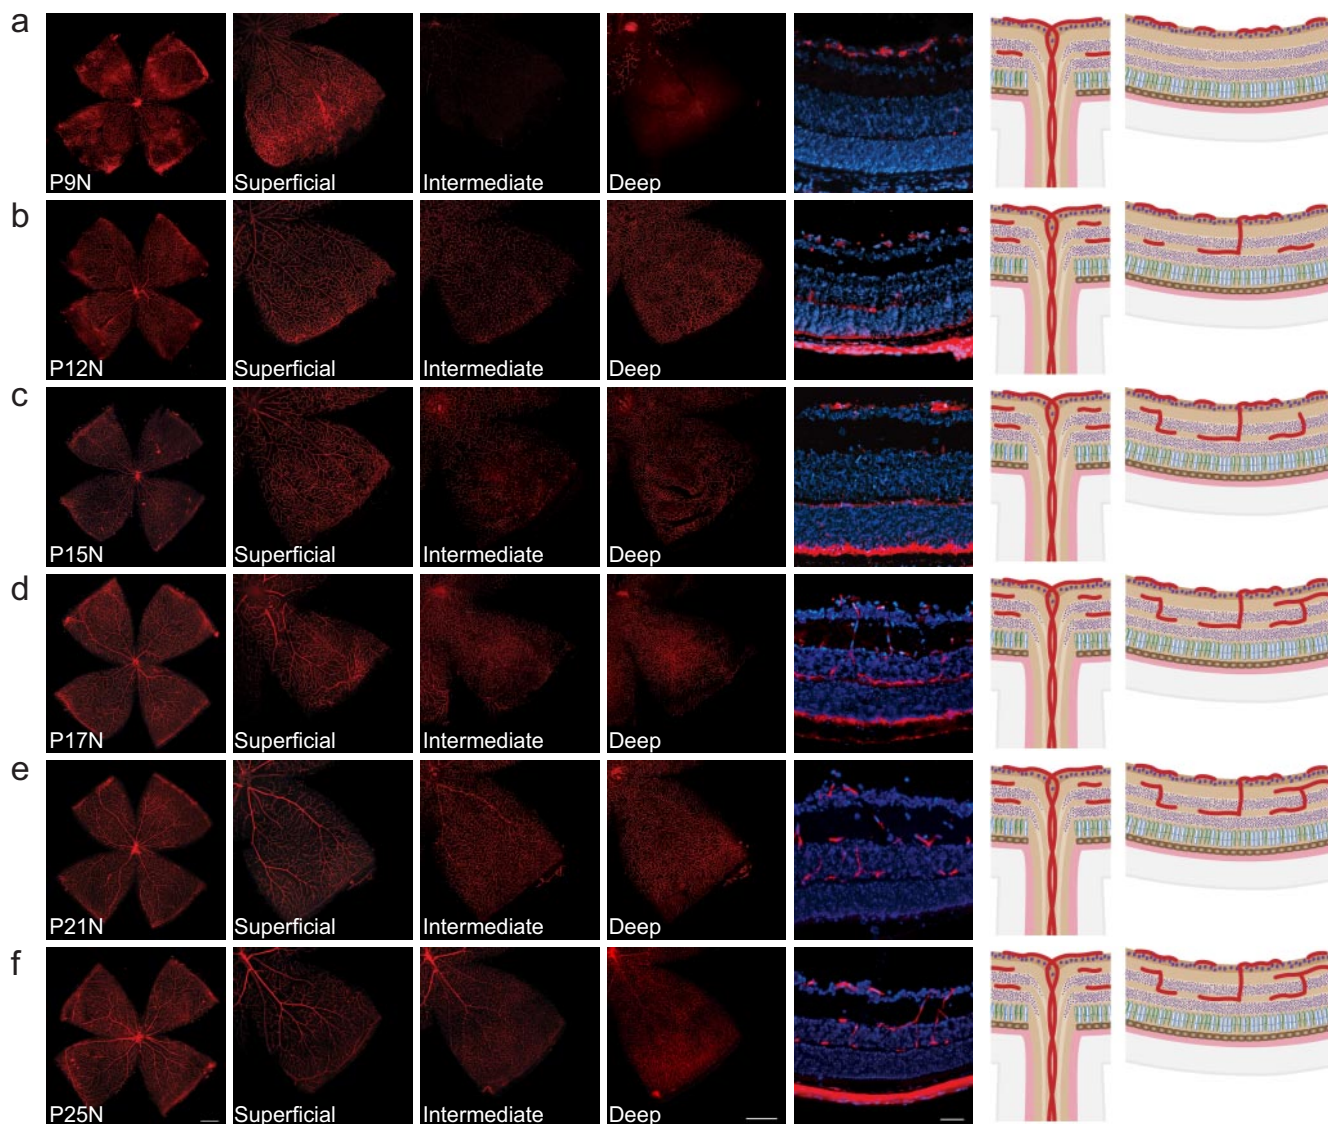 a
P9N Superficial Intermediate Deep
b
P12N Superficial Intermediate Deep
c
P15N Superficial Intermediate Deep
d
P17N Superficial Intermediate Deep
e
P21N Superficial Intermediate Deep
f
P25N Superficial Intermediate Deep